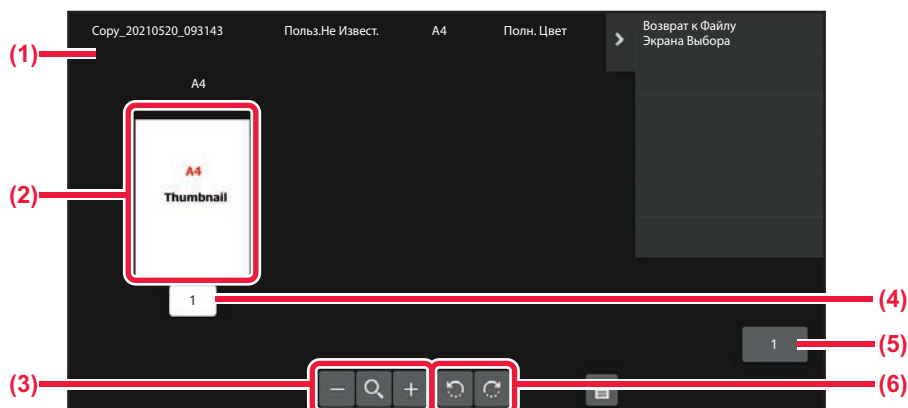 Copy_20210520_093143 Польз.Не Извест. A4 Полн. Цвет
Возврат к Файлу
Экрана Выбора
(1)
A4
A4
(2)
Thumbnail
1
(4)
1
(5)
(3)
(6)